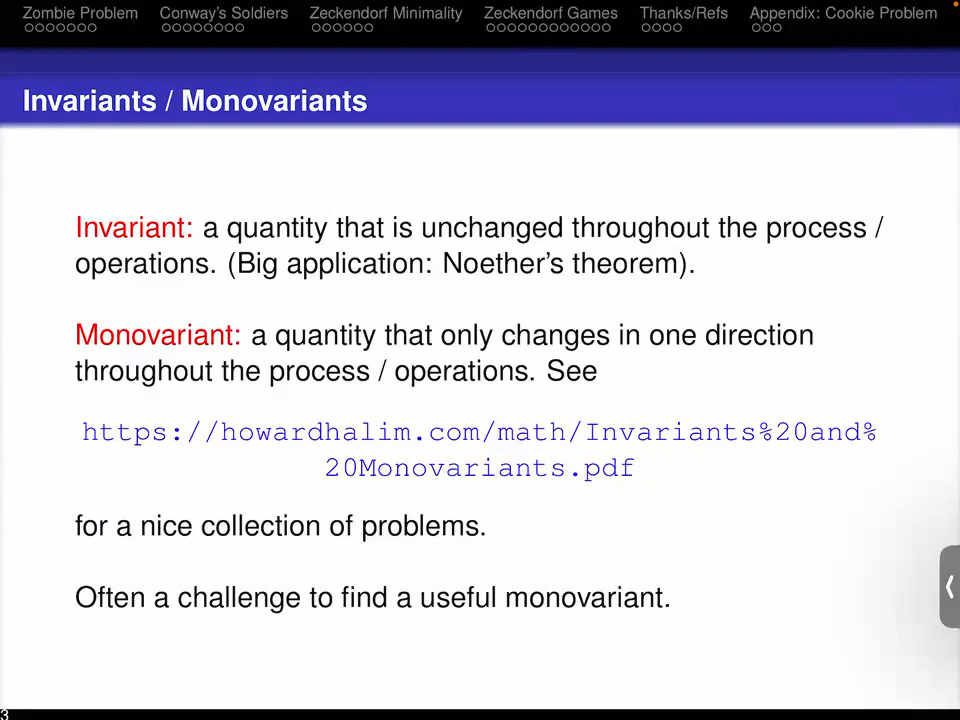 Zombie Problem Conway's Soldiers Zeckendorf Minimality Zeckendorf Games Thanks/Refs Appendix: Cookie Problem
Invariants / Monovariants
Invariant: a quantity that is unchanged throughout the process /
operations. (Big application: Noether's theorem).
Monovariant: a quantity that only changes in one direction
throughout the process / operations. See
https://howardhalim.com/math/Invariants%20and%
20Monovariants.pdf
for a nice collection of problems.
Often a challenge to find a useful monovariant.
3